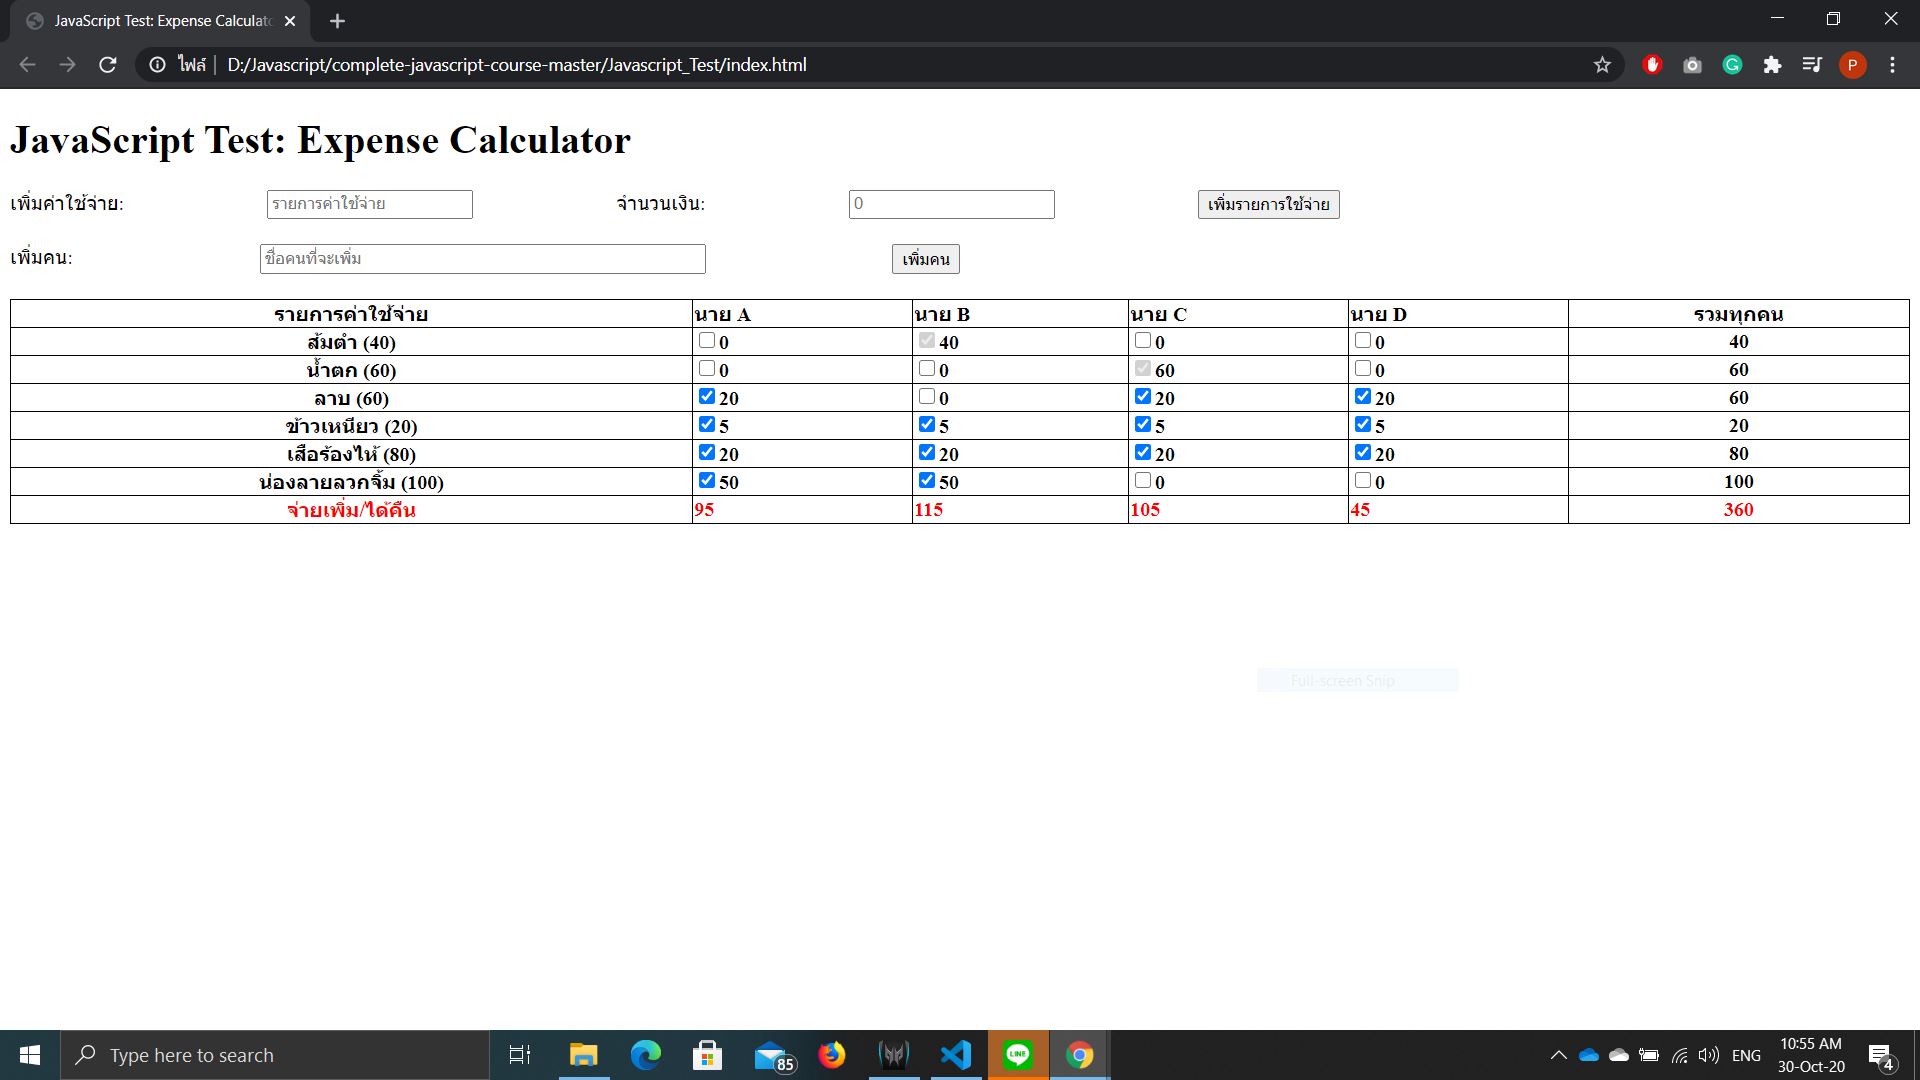 JavaScript Test: Expense Calculato
ไฟล์ D:/Javascript/complete-javascript-course-master/Javascript_Test/index.html
P
JavaScript Test: Expense Calculator
เพิ่มค่าใช้จ่าย: รายการค่าใช้จ่าย จำนวนเงิน: 0 เพิ่มรายการใช้จ่าย
เพิ่มคน: ชื่อคนที่จะเพิ่ม เพิ่มคน
รายการค่าใช้จ่าย นาย A นาย B นาย C นาย D รวมทุกคน
ส้มตำ (40) 0 40 0 0 40
น้ำตก (60) 0 0 60 0 60
ลาบ (60) 20 0 20 20 60
ข้าวเหนียว (20) 5 5 5 5 20
เสือร้องไห้ (80) 20 20 20 20 80
น่องลายลวกจิ้ม (100) 50 50 0 0 100
จ่ายเพิ่ม/ได้คืน 95 115 105 45 360
Full-screen Snip
Type here to search
85
LINE
ENG
10:55 AM
30-Oct-20
4